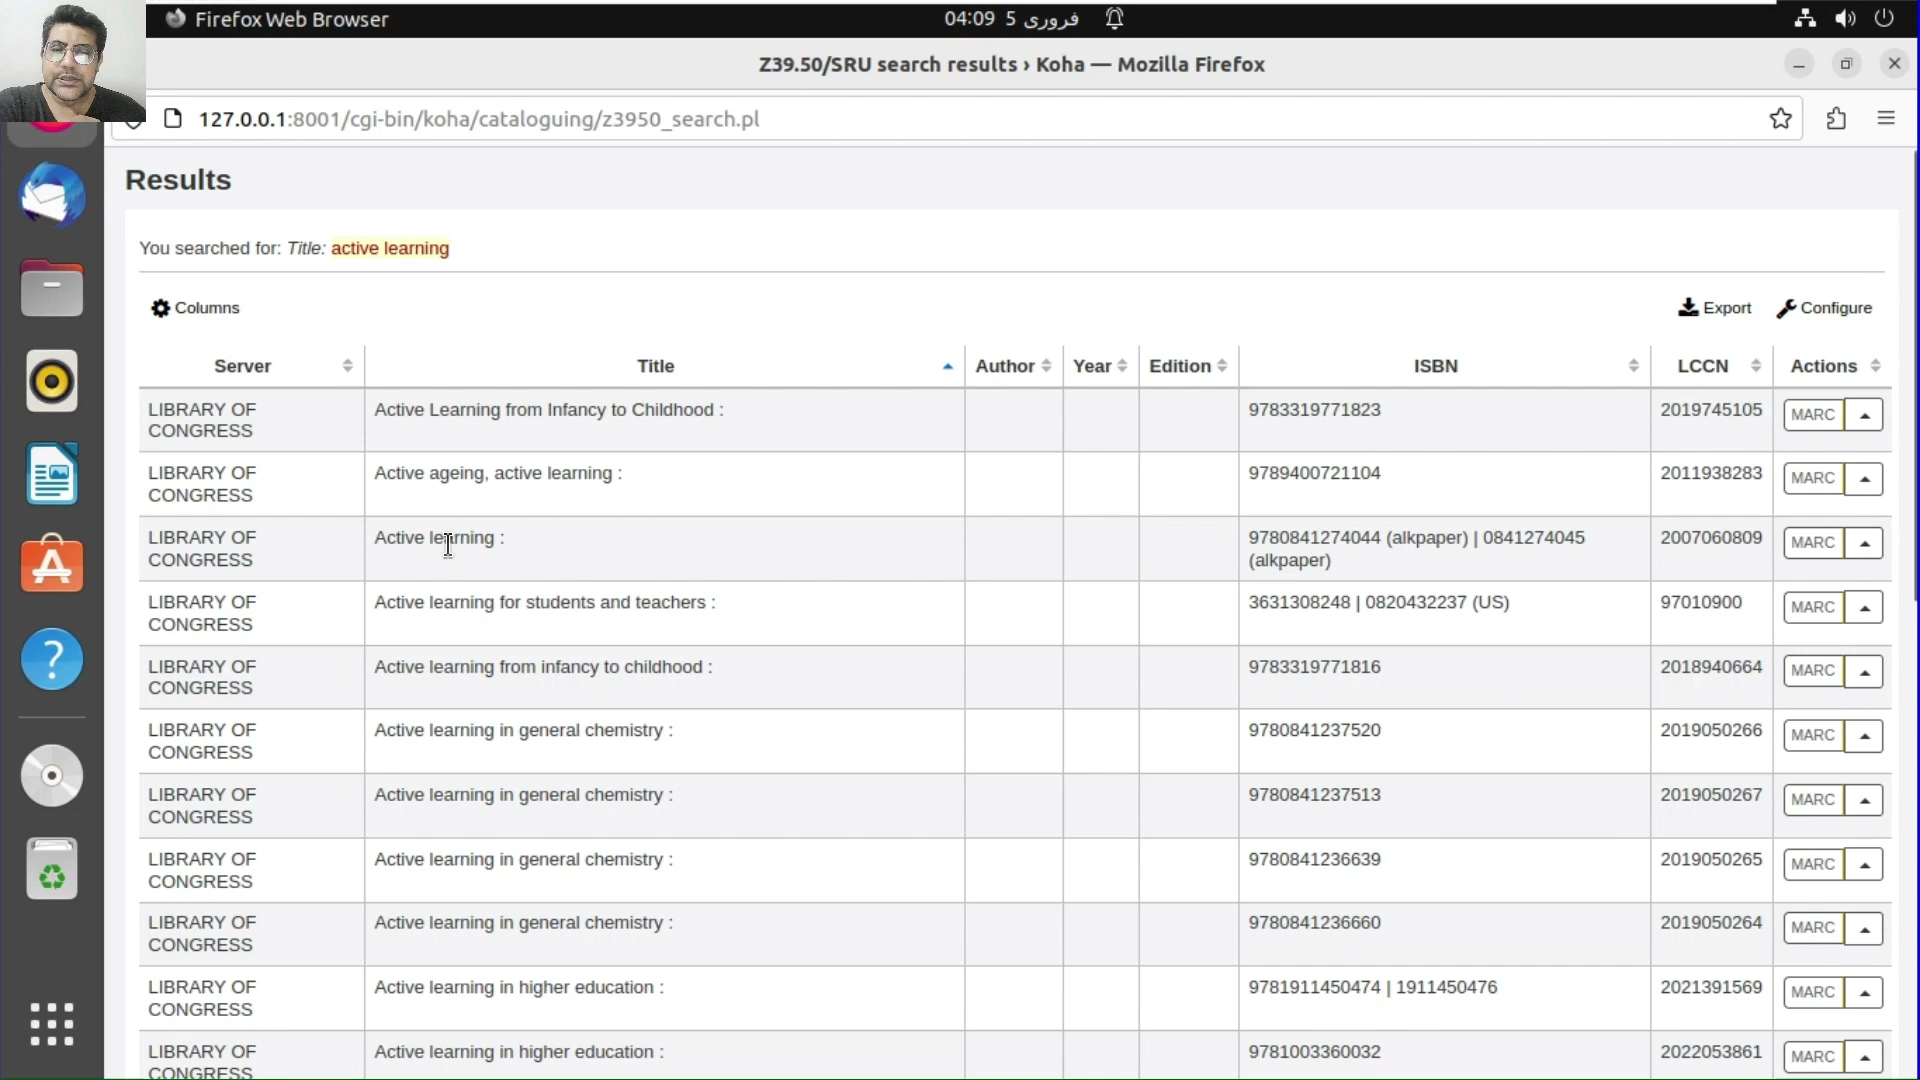 Firefox Web Browser
04:09 5 فروری
Z39.50/SRU search results › Koha — Mozilla Firefox
127.0.0.1:8001/cgi-bin/koha/cataloguing/z3950_search.pl
Results
You searched for: Title: active learning
Columns
Export Configure
Server Title Author Year Edition ISBN LCCN Actions
LIBRARY OF Active Learning from Infancy to Childhood : 9783319771823 2019745105 MARC
CONGRESS
LIBRARY OF Active ageing, active learning : 9789400721104 2011938283 MARC
CONGRESS
LIBRARY OF Active learning : 9780841274044 (alkpaper) | 0841274045 2007060809 MARC
CONGRESS (alkpaper)
LIBRARY OF Active learning for students and teachers : 3631308248 | 0820432237 (US) 97010900 MARC
CONGRESS
LIBRARY OF Active learning from infancy to childhood : 9783319771816 2018940664 MARC
CONGRESS
LIBRARY OF Active learning in general chemistry : 9780841237520 2019050266 MARC
CONGRESS
LIBRARY OF Active learning in general chemistry : 9780841237513 2019050267 MARC
CONGRESS
LIBRARY OF Active learning in general chemistry : 9780841236639 2019050265 MARC
CONGRESS
LIBRARY OF Active learning in general chemistry : 9780841236660 2019050264 MARC
CONGRESS
LIBRARY OF Active learning in higher education : 9781911450474 | 1911450476 2021391569 MARC
CONGRESS
LIBRARY OF Active learning in higher education : 9781003360032 2022053861 MARC
CONGRESS